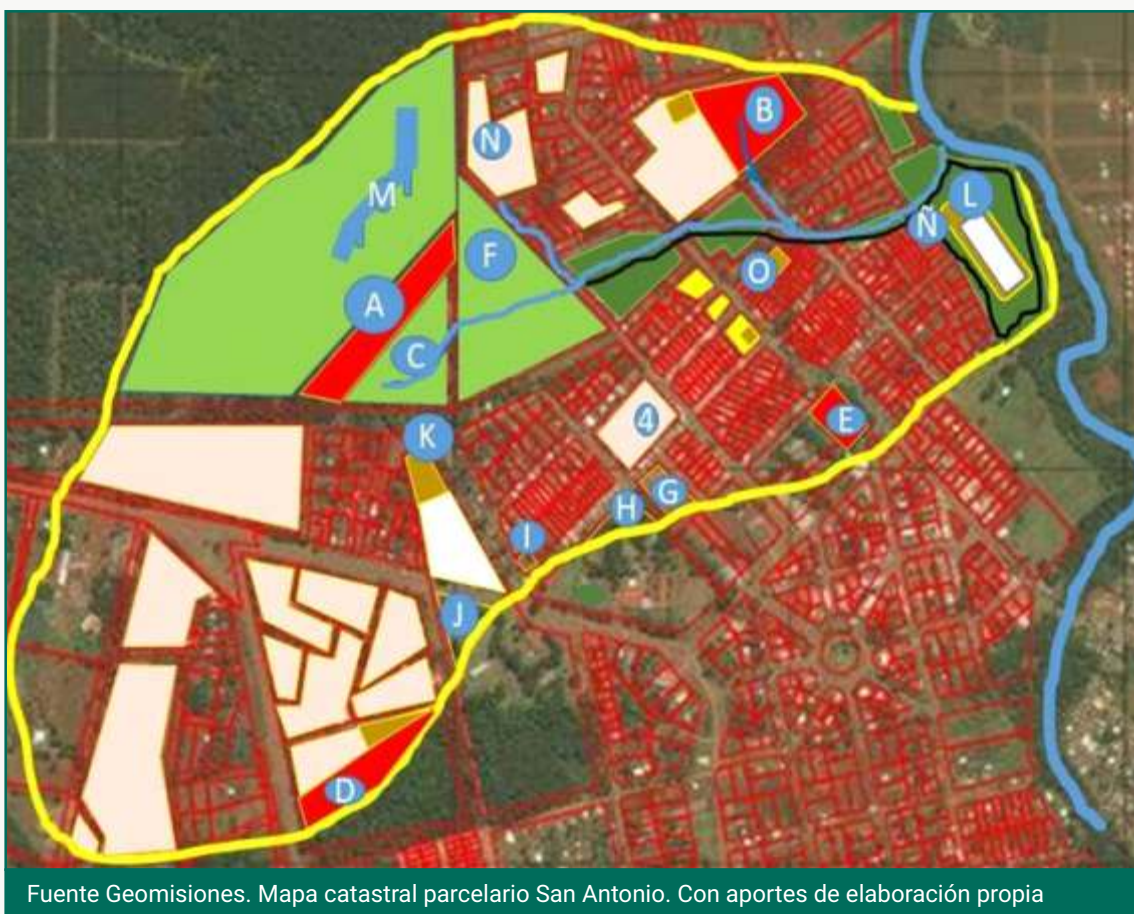 B
N
L
M
Ñ
F
O
A
C
4
E
K
G
H
I
J
D
Fuente Geomisiones. Mapa catastral parcelario San Antonio. Con aportes de elaboración propia